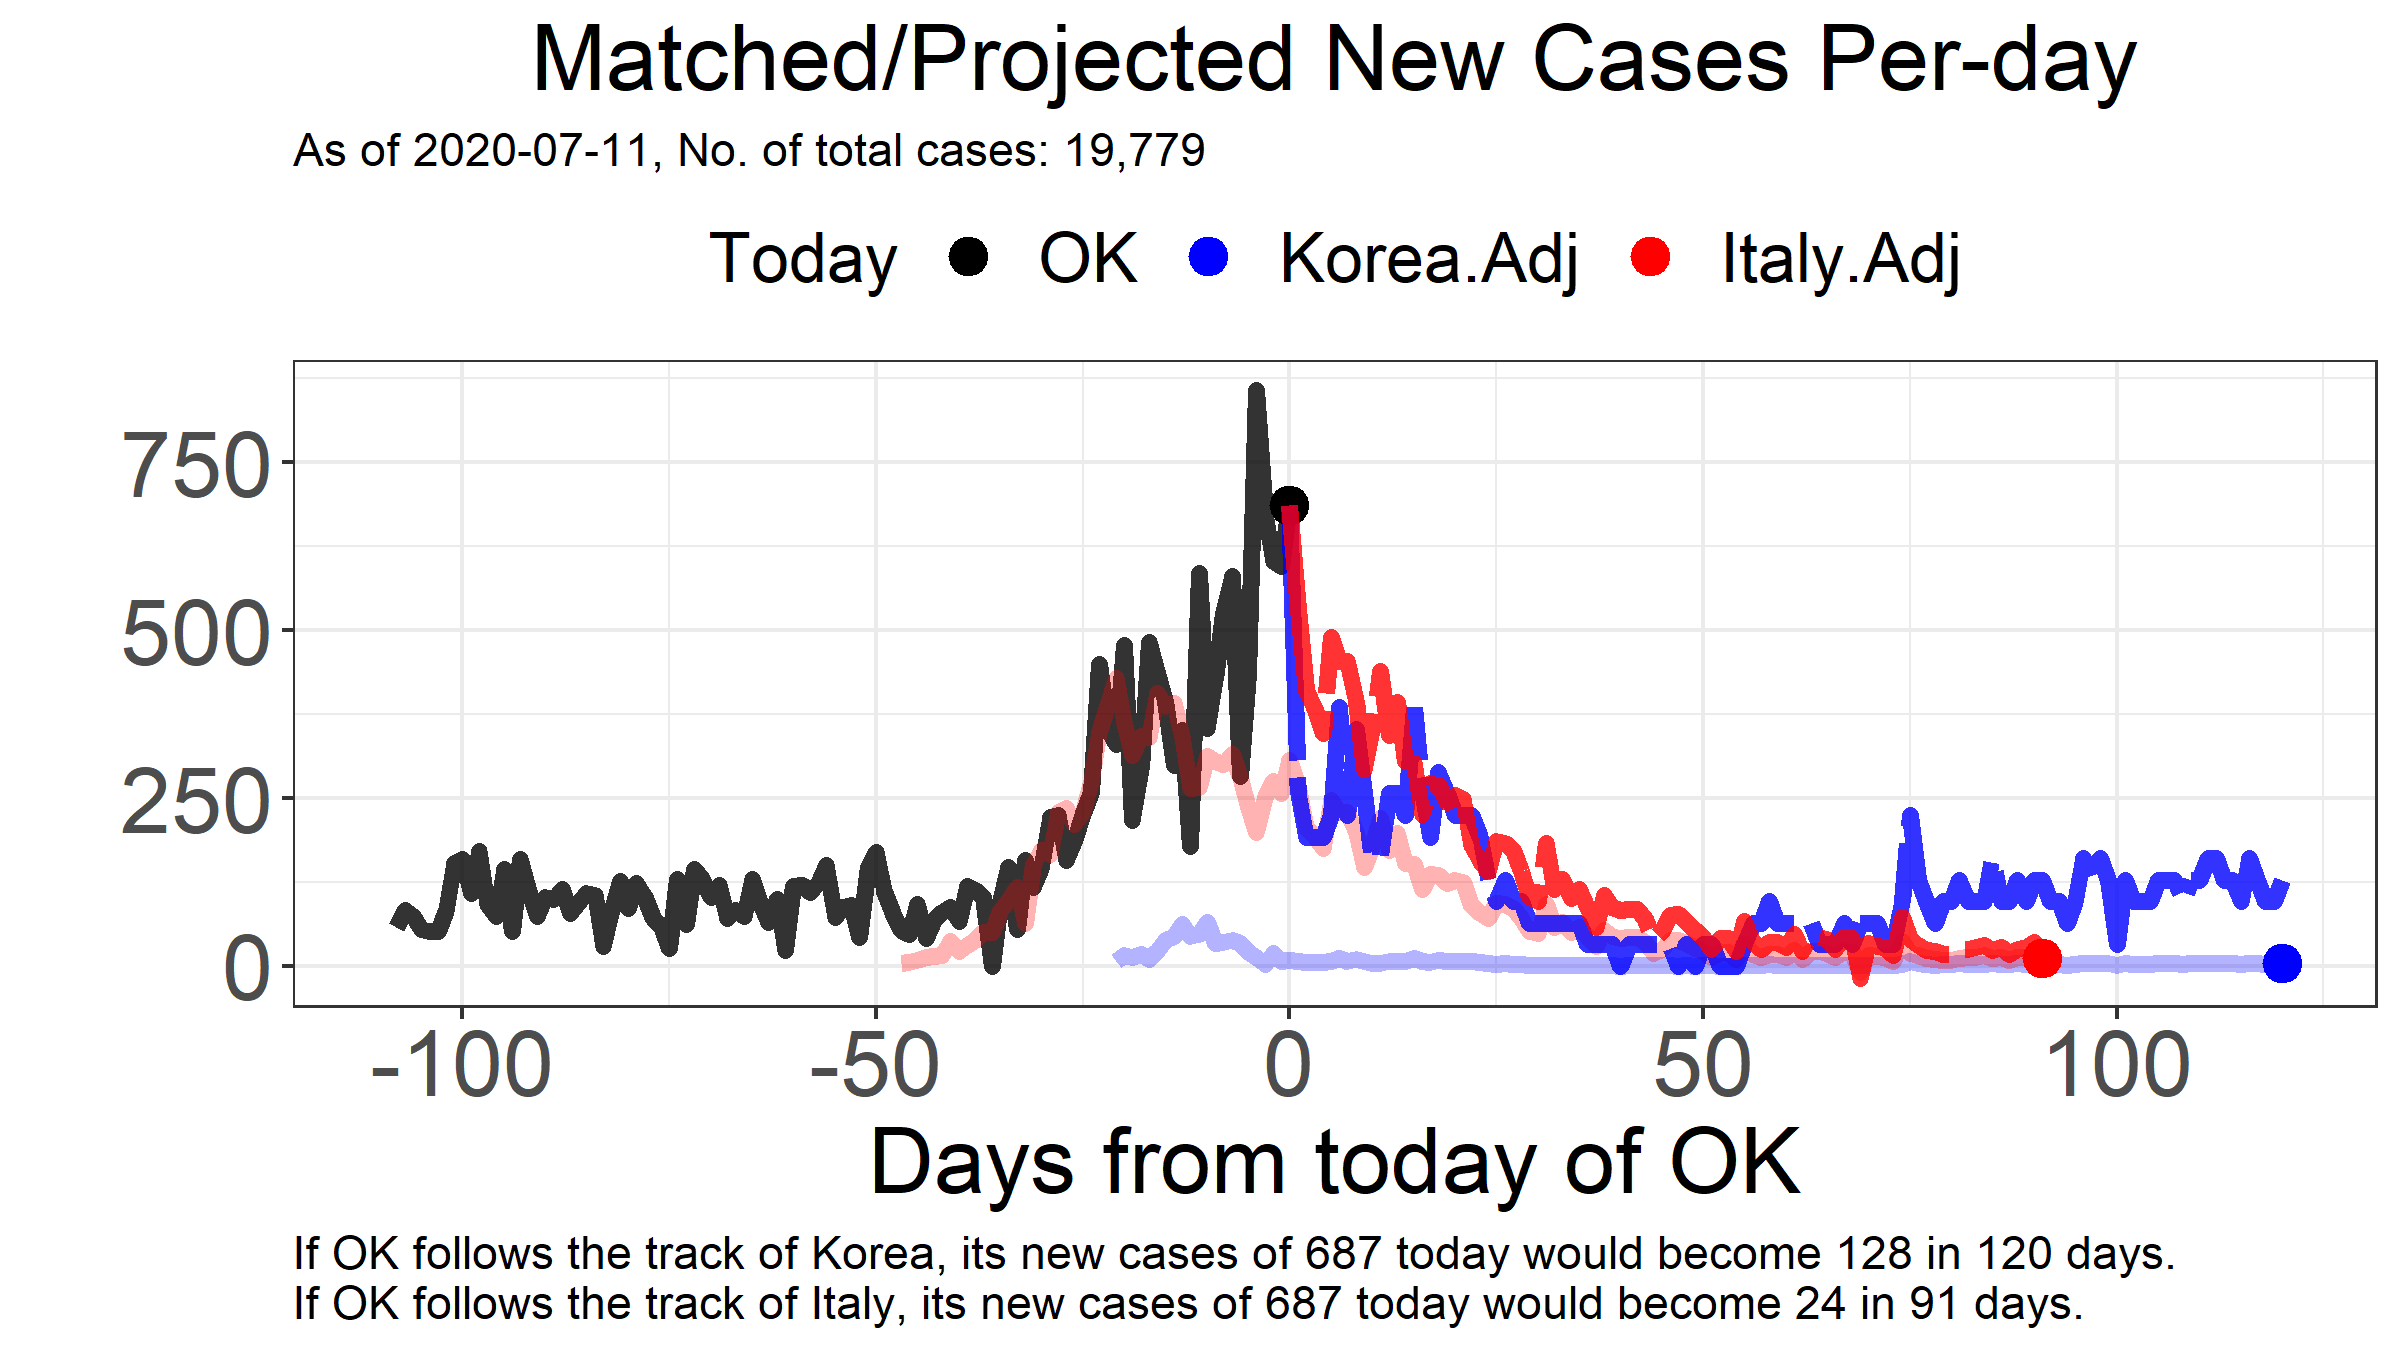 Matched/Projected New Cases Per-day
As of 2020-07-11, No. of total cases: 19,779
Today OK Korea.Adj Italy.Adj
750
500
250
0
-100 -50 0 50 100
Days from today of OK
If OK follows the track of Korea, its new cases of 687 today would become 128 in 120 days.
If OK follows the track of Italy, its new cases of 687 today would become 24 in 91 days.